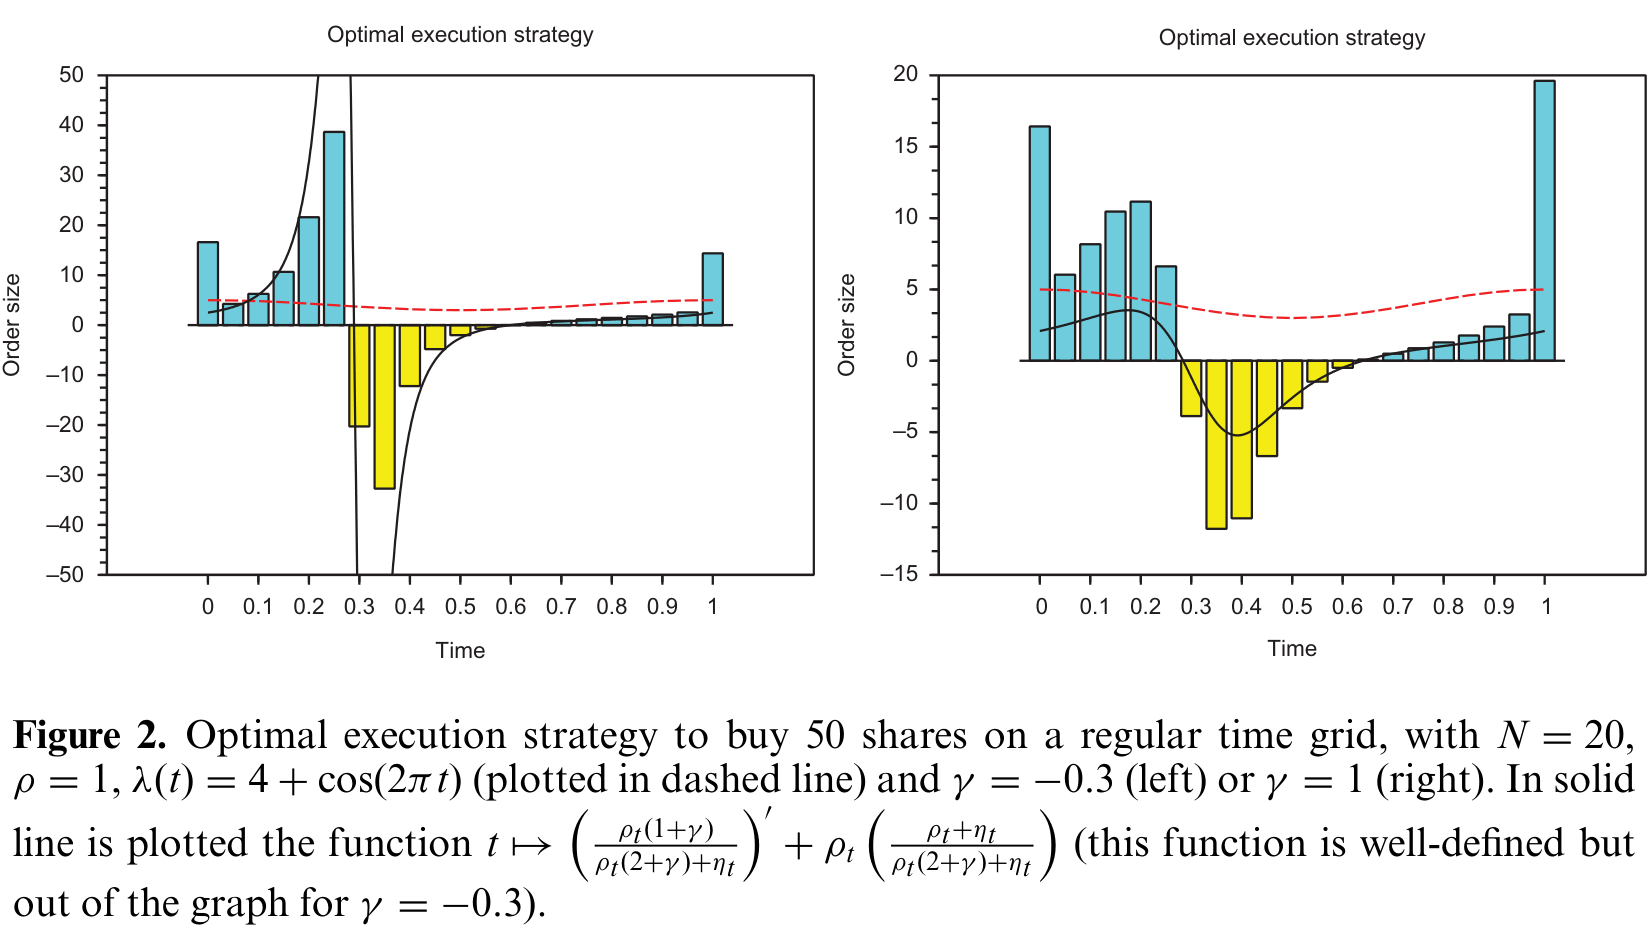 Optimal execution strategy
50
40
30
20
10
0
–10
–20
–30
–40
–50
Order size
0 0.1 0.2 0.3 0.4 0.5 0.6 0.7 0.8 0.9 1
Time
Optimal execution strategy
20
15
10
5
0
–5
–10
–15
Order size
0 0.1 0.2 0.3 0.4 0.5 0.6 0.7 0.8 0.9 1
Time
Figure 2. Optimal execution strategy to buy 50 shares on a regular time grid, with N = 20,
ρ = 1, λ(t) = 4 + cos(2πt) (plotted in dashed line) and γ = −0.3 (left) or γ = 1 (right). In solid
line is plotted the function t ↦ (ρt(1+γ)/ρt(2+γ)+ηt)′ + ρt (ρt+ηt/ρt(2+γ)+ηt) (this function is well-defined but
out of the graph for γ = −0.3).